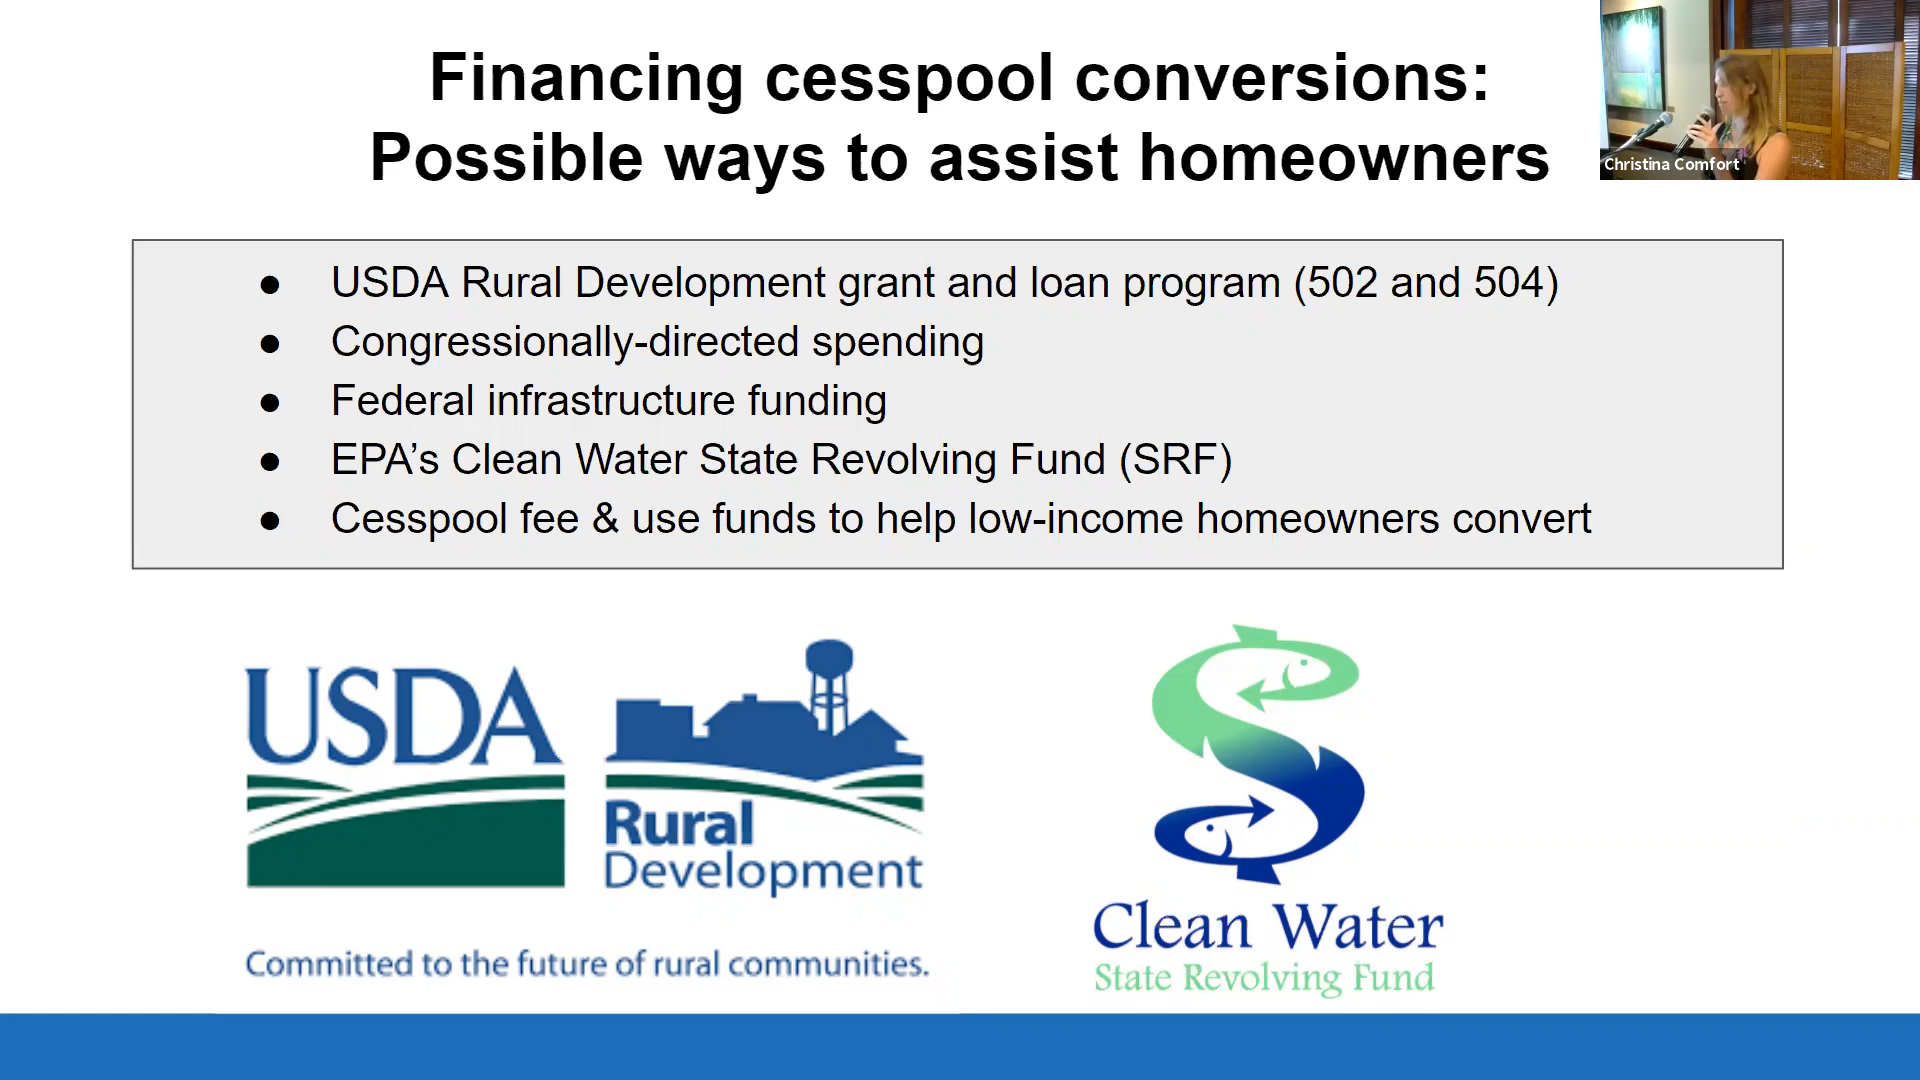 Financing cesspool conversions:
Possible ways to assist homeowners
Christina Comfort
● USDA Rural Development grant and loan program (502 and 504)
● Congressionally-directed spending
● Federal infrastructure funding
● EPA’s Clean Water State Revolving Fund (SRF)
● Cesspool fee & use funds to help low-income homeowners convert
USDA
Rural
Development
Committed to the future of rural communities.
Clean Water
State Revolving Fund